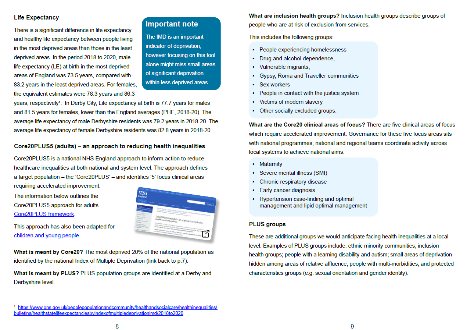 Life Expectancy
There is a significant difference in life expectancy
and healthy life expectancy between people living
in the most deprived areas than those in the least
deprived areas. In the period 2018 to 2020, male
life expectancy (LE) at birth in the most deprived
areas of England was 73.5 years, compared with
83.2 years in the least deprived areas. For females,
the equivalent estimates were 78.3 years and 86.3
years, respectively¹. In Derby City, Life expectancy at birth is 77.7 years for males
and 81.5 years for females, lower than the England averages (PHE, 2018-20). The
average life expectancy of male Derbyshire residents was 79.2 years in 2018-20. The
average life expectancy of female Derbyshire residents was 82.8 years in 2018-20.
Important note
The IMD is an important
indicator of deprivation,
however focusing on this tool
alone might miss small areas
of significant deprivation
within less deprived areas
Core20PLUS5 (adults) – an approach to reducing health inequalities
Core20PLUS5 is a national NHS England approach to inform action to reduce
healthcare inequalities at both national and system level. The approach defines
a target population – the 'Core20PLUS' – and identifies '5' focus clinical areas
requiring accelerated improvement.
The information below outlines the
Core20PLUS5 approach for adults
Core20PLUS framework.
This approach has also been adapted for
children and young people.
What is meant by Core20? The most deprived 20% of the national population as
identified by the national Index of Multiple Deprivation (link back to p.7).
What is meant by PLUS? PLUS population groups are identified at a Derby and
Derbyshire level
8
What are inclusion health groups? Inclusion health groups describe groups of
people who are at risk of exclusion from services.
This includes the following groups:
• People experiencing homelessness
• Drug and alcohol dependence,
• Vulnerable migrants,
• Gypsy, Roma and Traveller communities
• Sex workers
• People in contact with the justice system
• Victims of modern slavery
• Other socially excluded groups.
What are the Core20 clinical areas of focus? There are five clinical areas of focus
which require accelerated improvement. Governance for these five focus areas sits
with national programmes, national and regional teams coordinate activity across
local systems to achieve national aims.
• Maternity
• Severe mental illness (SMI)
• Chronic respiratory disease
• Early cancer diagnosis
• Hypertension case-finding and optimal
management and lipid optimal management
PLUS groups
These are additional groups we would anticipate facing health inequalities at a local
level. Examples of PLUS groups include: ethnic minority communities; inclusion
health groups; people with a learning disability and autism; small areas of deprivation
hidden among areas of relative affluence, people with multi-morbidities, and protected
characteristics groups (e.g. sexual orientation and gender identity).
9